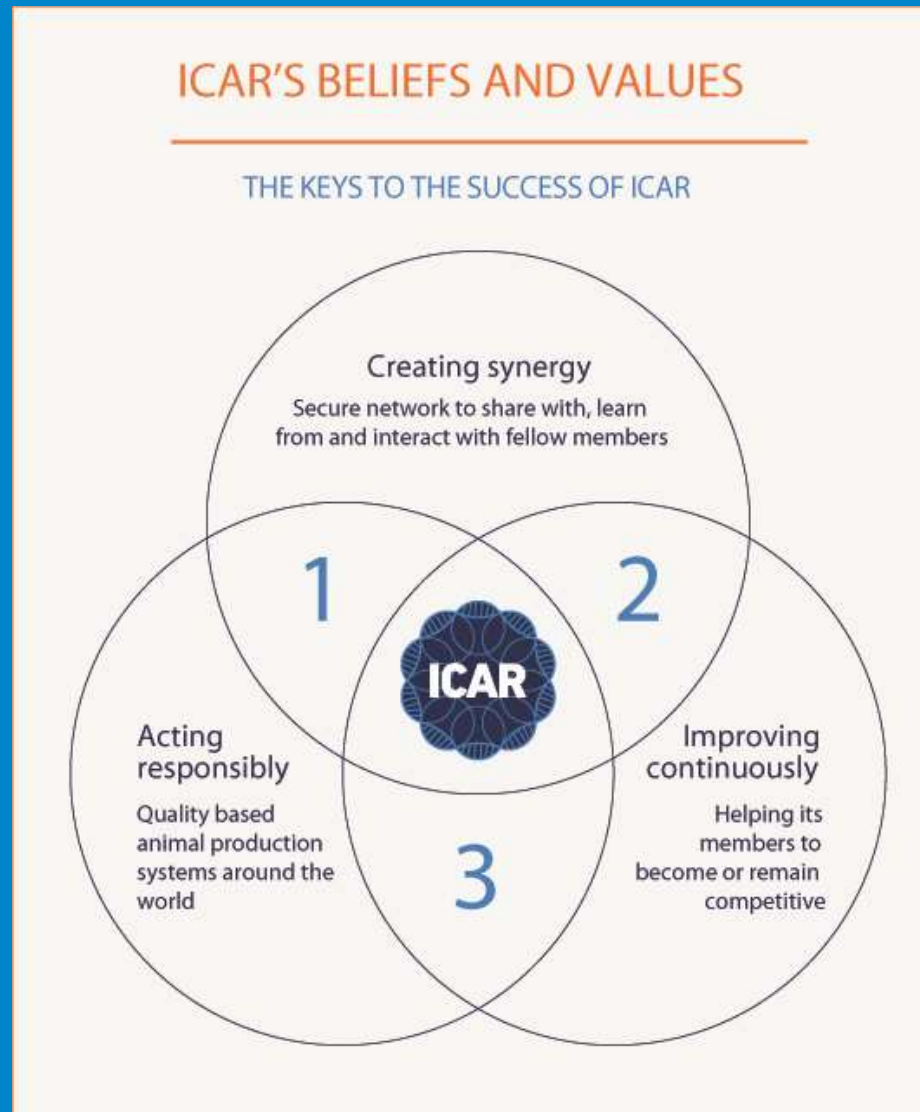 ICAR'S BELIEFS AND VALUES
THE KEYS TO THE SUCCESS OF ICAR
Creating synergy
Secure network to share with, learn
from and interact with fellow members
1
2
ICAR
Acting
responsibly
Quality based
animal production
systems around the
world
Improving
continuously
Helping its
members to
become or remain
competitive
3